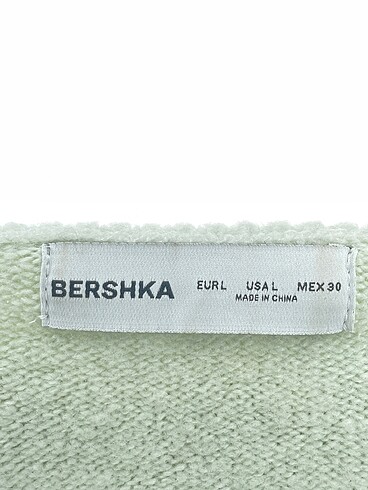 BERSHKA EUR L USA L MEX 30
MADE IN CHINA